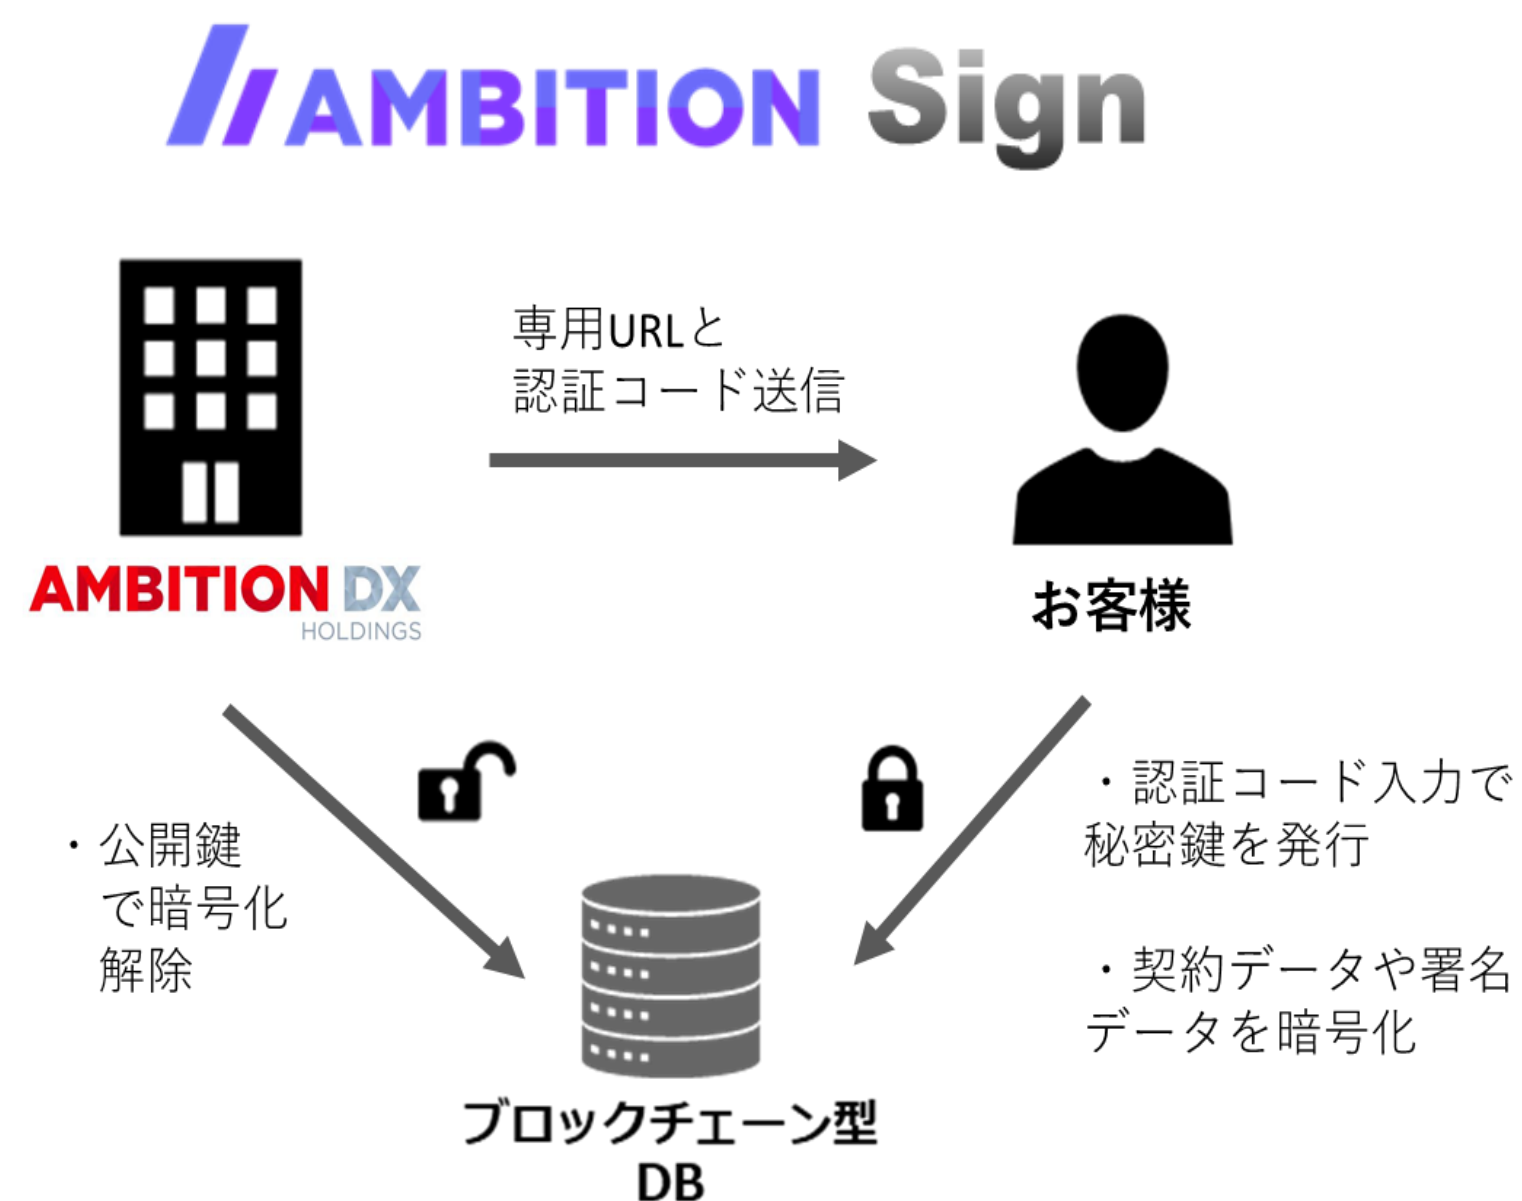 AMBITION Sign
専用URLと
認証コード送信
AMBITION DX
HOLDINGS
お客様
・公開鍵
で暗号化
解除
・認証コード入力で
秘密鍵を発行
・契約データや署名
データを暗号化
ブロックチェーン型
DB